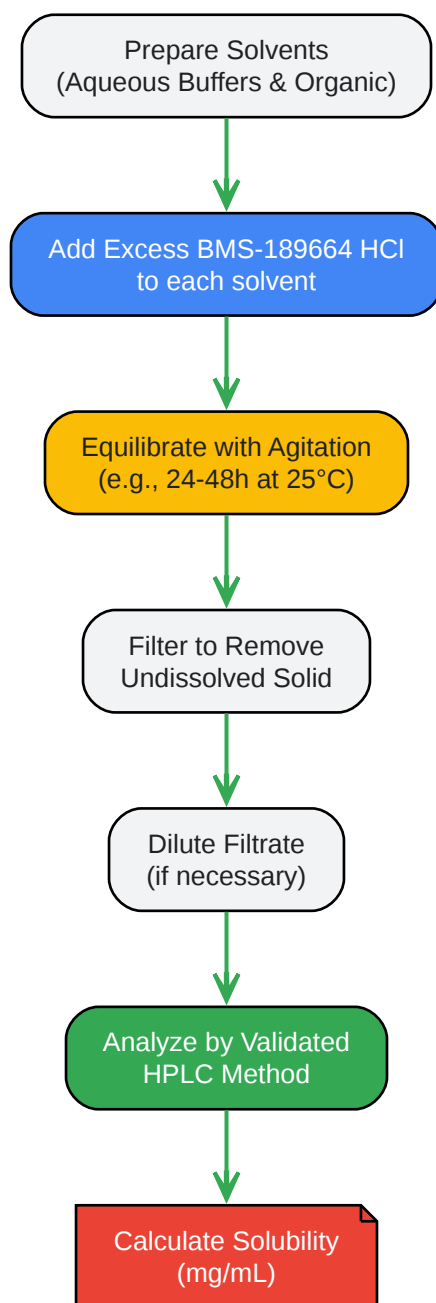 Prepare Solvents
(Aqueous Buffers & Organic)
Add Excess BMS-189664 HCl
to each solvent
Equilibrate with Agitation
(e.g., 24-48h at 25°C)
Filter to Remove
Undissolved Solid
Dilute Filtrate
(if necessary)
Analyze by Validated
HPLC Method
Calculate Solubility
(mg/mL)